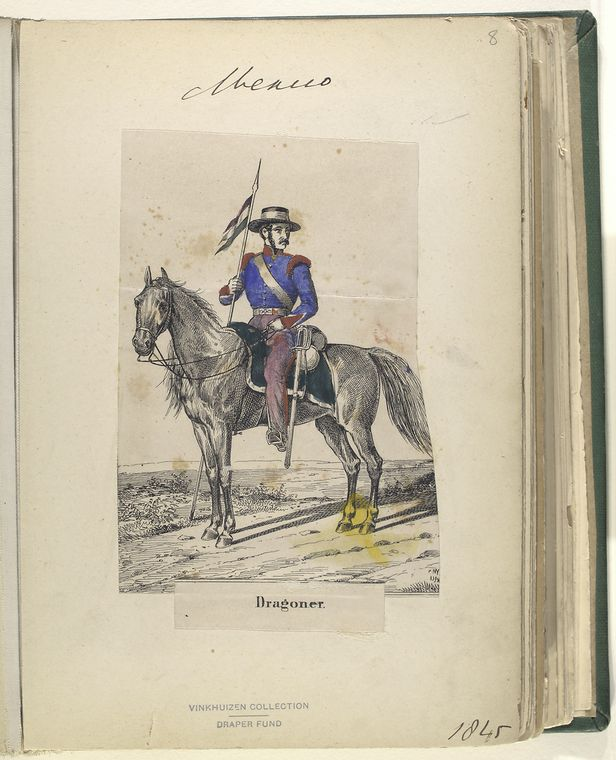 8
Mexico
Dragoner.
VINKHUIZEN COLLECTION
DRAPER FUND
1845